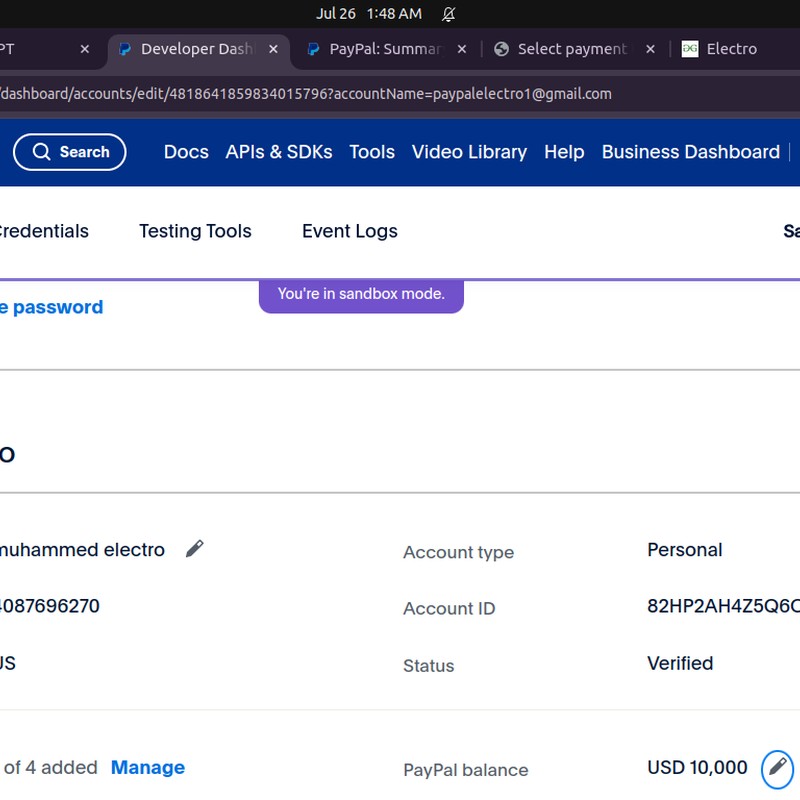 Jul 26 1:48 AM
PT × Developer Dash × PayPal: Summar × Select payment × Electro
/dashboard/accounts/edit/4818641859834015796?accountName=paypalelectro1@gmail.com
Search Docs APIs & SDKs Tools Video Library Help Business Dashboard
Credentials Testing Tools Event Logs Sa
You're in sandbox mode.
e password
o
muhammed electro Account type Personal
4087696270 Account ID 82HP2AH4Z5Q6C
US Status Verified
of 4 added Manage PayPal balance USD 10,000